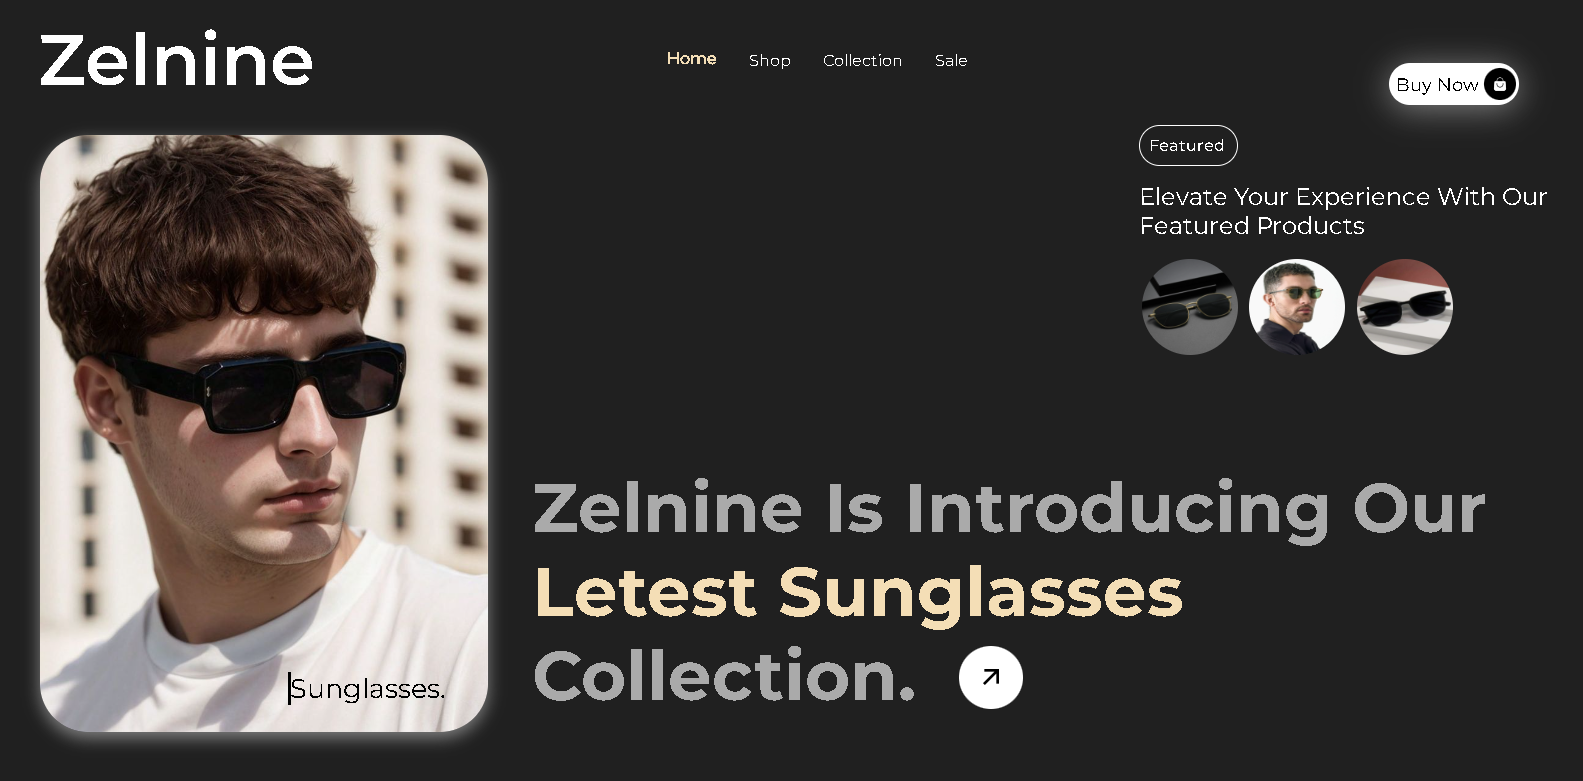 Zelnine
Home Shop Collection Sale
Buy Now
Featured
Elevate Your Experience With Our
Featured Products
Zelnine Is Introducing Our
Letest Sunglasses
Collection.
Sunglasses.